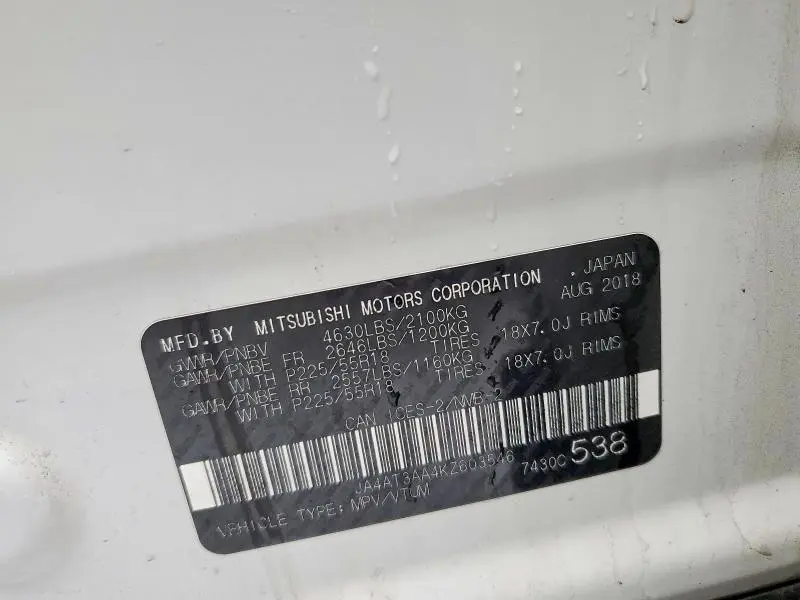 MFD.BY MITSUBISHI MOTORS CORPORATION . JAPAN
AUG 2018
GVWR/PNBV 4630LBS/2100KG
GAWR/PNBE FR 2646LBS/1200KG
WITH P225/55R18 TIRES 18X7.0J RIMS
GAWR/PNBE RR 2557LBS/1160KG
WITH P225/55R18 TIRES 18X7.0J RIMS
CAN ICES-2/NMB-2
JA4AT3AA4KZ603546 7430C 538
VEHICLE TYPE: MPV/VTUM